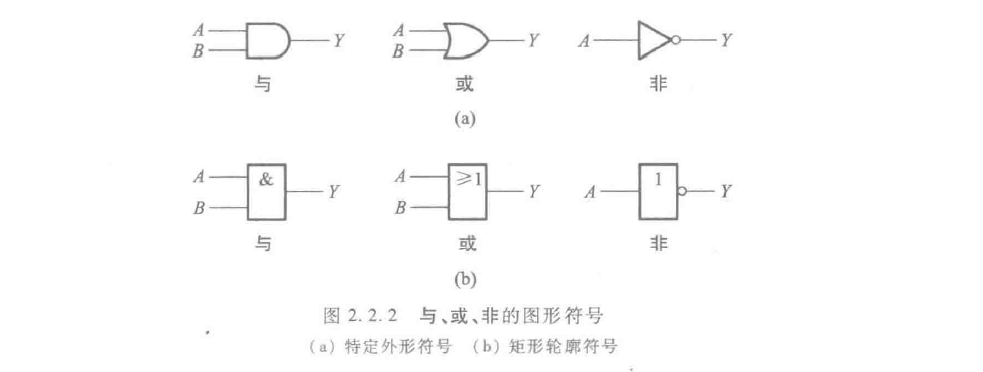 A B Y A B Y A Y
与 或 非
(a)
A B & Y A B ≥1 Y A 1 Y
与 或 非
(b)
图 2.2.2 与、或、非的图形符号
(a) 特定外形符号 (b) 矩形轮廓符号